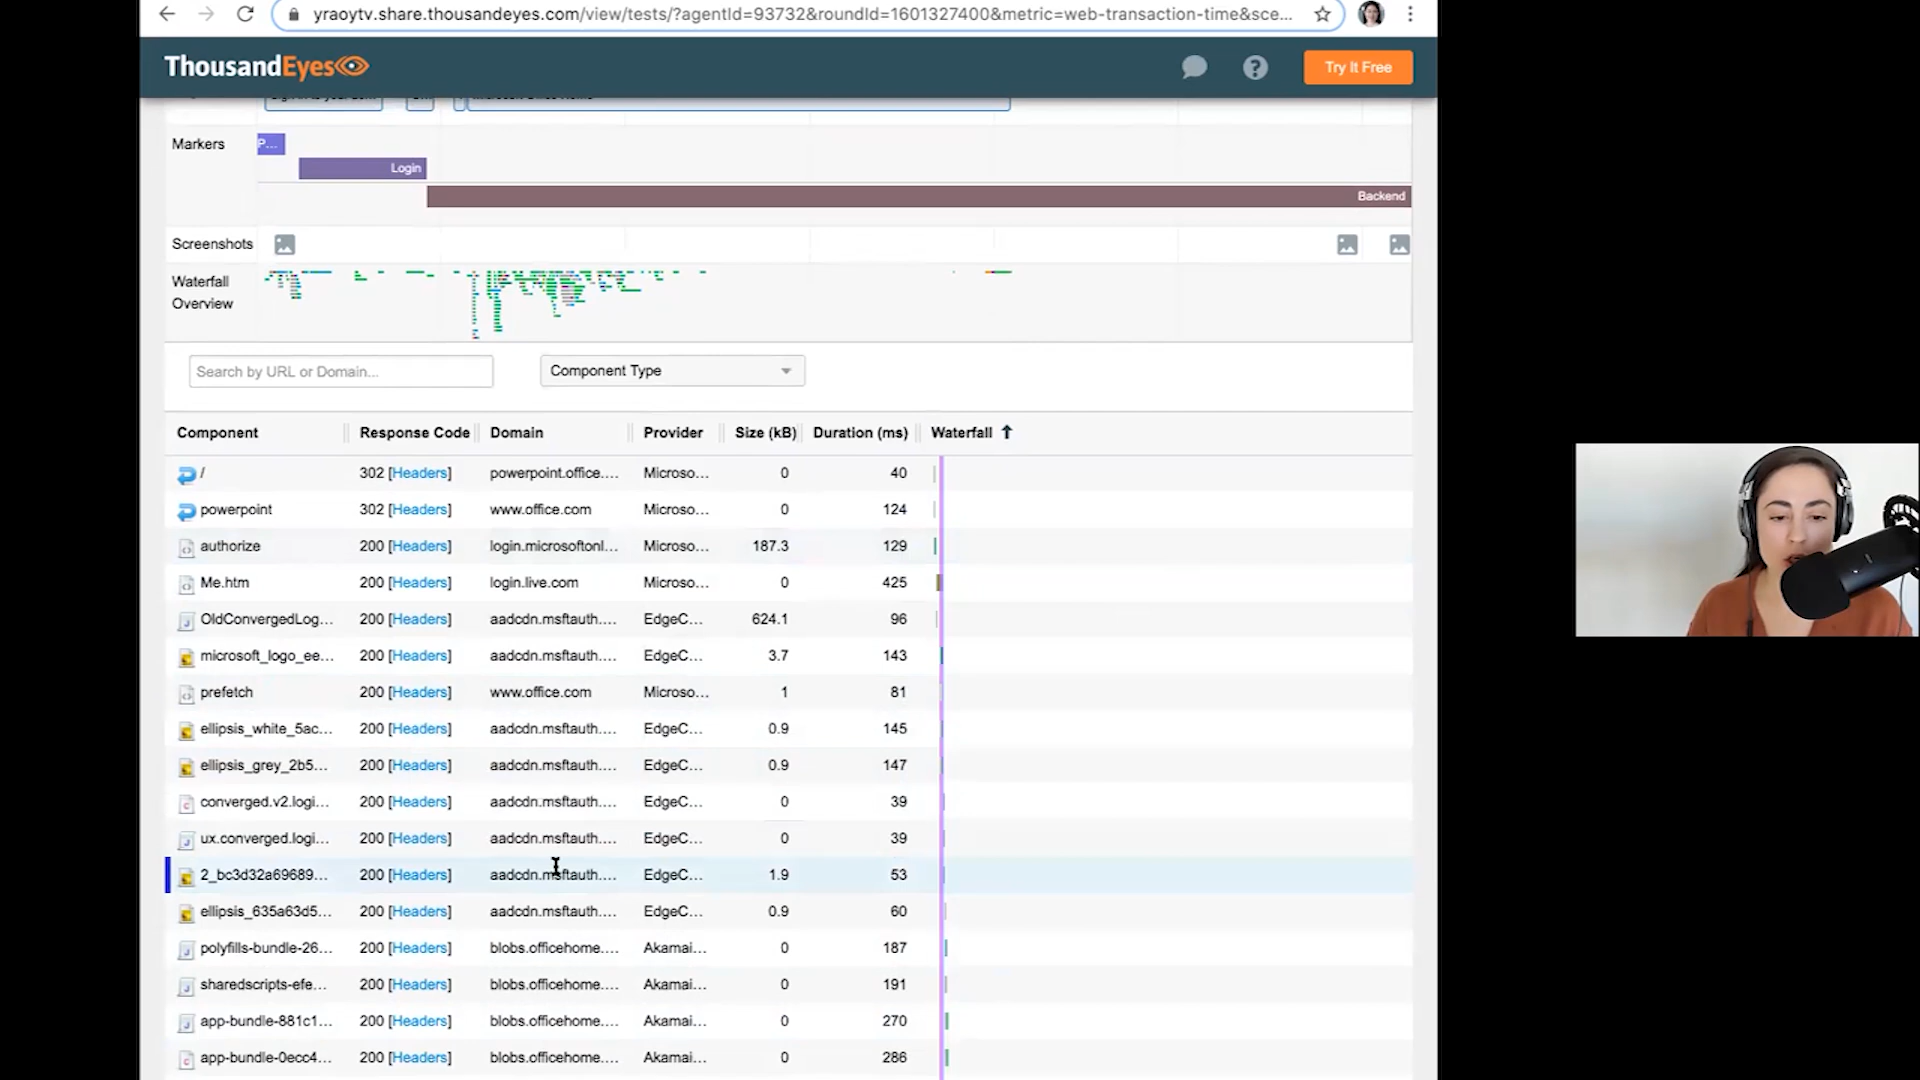 yraoytv.share.thousandeyes.com/view/tests/?agentId=93732&roundId=1601327400&metric=web-transaction-time&sce...
ThousandEyes
Try It Free
Markers
P...
Login
Backend
Screenshots
Waterfall
Overview
Search by URL or Domain...
Component Type
Component Response Code Domain Provider Size (kB) Duration (ms) Waterfall
/ 302 [Headers] powerpoint.office.... Microso... 0 40
powerpoint 302 [Headers] www.office.com Microso... 0 124
authorize 200 [Headers] login.microsoftonl... Microso... 187.3 129
Me.htm 200 [Headers] login.live.com Microso... 0 425
OldConvergedLog... 200 [Headers] aadcdn.msftauth.... EdgeC... 624.1 96
microsoft_logo_ee... 200 [Headers] aadcdn.msftauth.... EdgeC... 3.7 143
prefetch 200 [Headers] www.office.com Microso... 1 81
ellipsis_white_5ac... 200 [Headers] aadcdn.msftauth.... EdgeC... 0.9 145
ellipsis_grey_2b5... 200 [Headers] aadcdn.msftauth.... EdgeC... 0.9 147
converged.v2.logi... 200 [Headers] aadcdn.msftauth.... EdgeC... 0 39
ux.converged.logi... 200 [Headers] aadcdn.msftauth.... EdgeC... 0 39
2_bc3d32a69689... 200 [Headers] aadcdn.msftauth.... EdgeC... 1.9 53
ellipsis_635a63d5... 200 [Headers] aadcdn.msftauth.... EdgeC... 0.9 60
polyfills-bundle-26... 200 [Headers] blobs.officehome.... Akamai... 0 187
sharedscripts-efe... 200 [Headers] blobs.officehome.... Akamai... 0 191
app-bundle-881c1... 200 [Headers] blobs.officehome.... Akamai... 0 270
app-bundle-0ecc4... 200 [Headers] blobs.officehome.... Akamai... 0 286